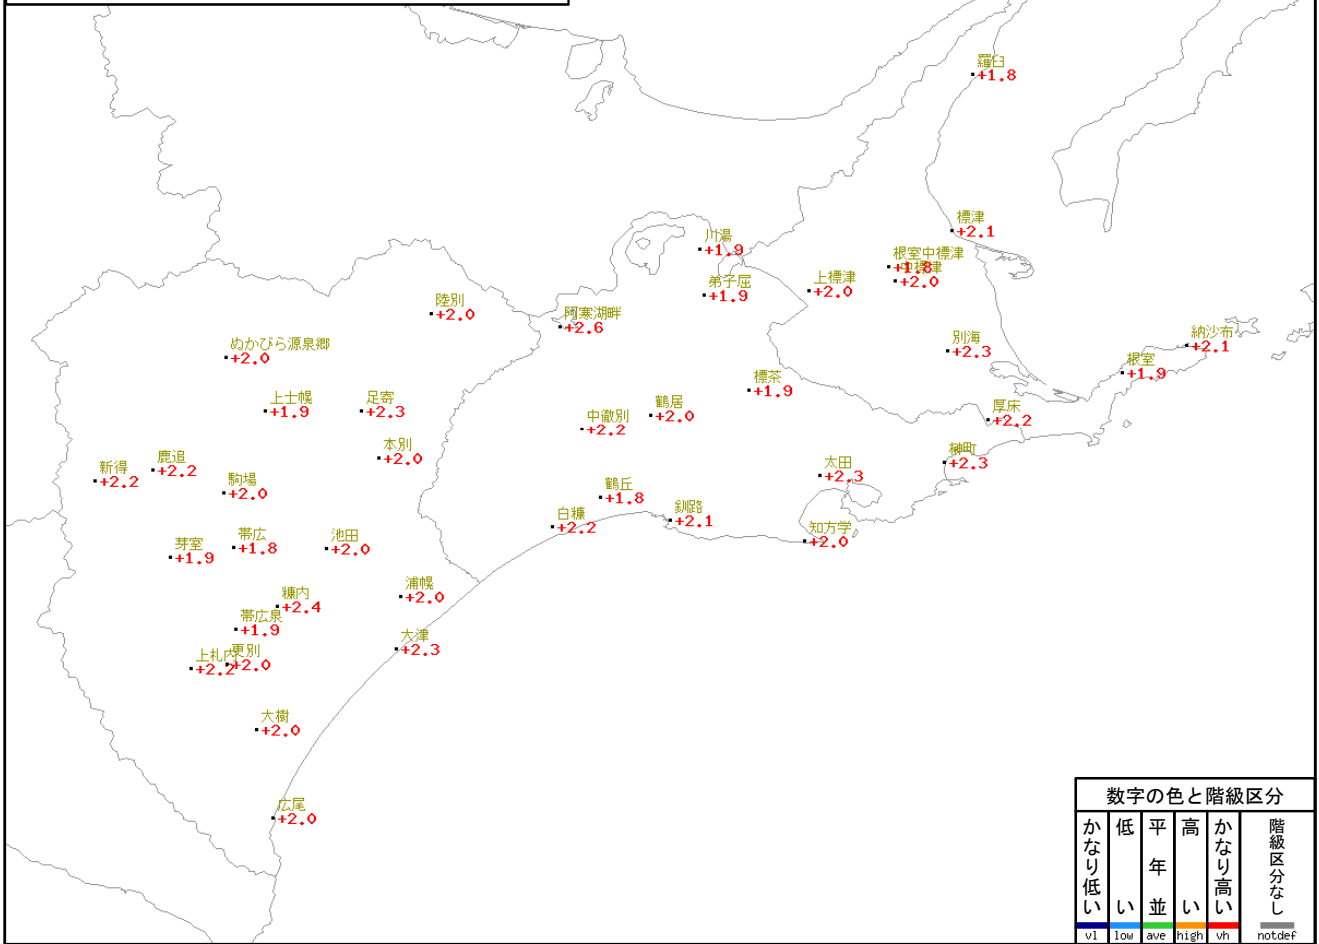 羅臼
+1.8
標津
+2.1
川湯
+1.9
根室中標津
+1.8
中標津
+2.0
弟子屈
+1.9
上標津
+2.0
陸別
+2.0
阿寒湖畔
+2.6
ぬかびら源泉郷
+2.0
別海
+2.3
納沙布
+2.1
根室
+1.9
標茶
+1.9
上士幌
+1.9
足寄
+2.3
鶴居
+2.0
中徹別
+2.2
厚床
+2.2
本別
+2.0
榊町
+2.3
新得
+2.2
鹿追
+2.2
太田
+2.3
駒場
+2.0
鶴丘
+1.8
釧路
+2.1
白糠
+2.2
知方学
+2.0
帯広
+1.8
池田
+2.0
芽室
+1.9
浦幌
+2.0
糠内
+2.4
帯広泉
+1.9
大津
+2.3
上札内
+2.2
更別
+2.0
大樹
+2.0
広尾
+2.0
数字の色と階級区分
かなり低い
低い
平年並
高い
かなり高い
階級区分なし
vl
low
ave
high
vh
notdef